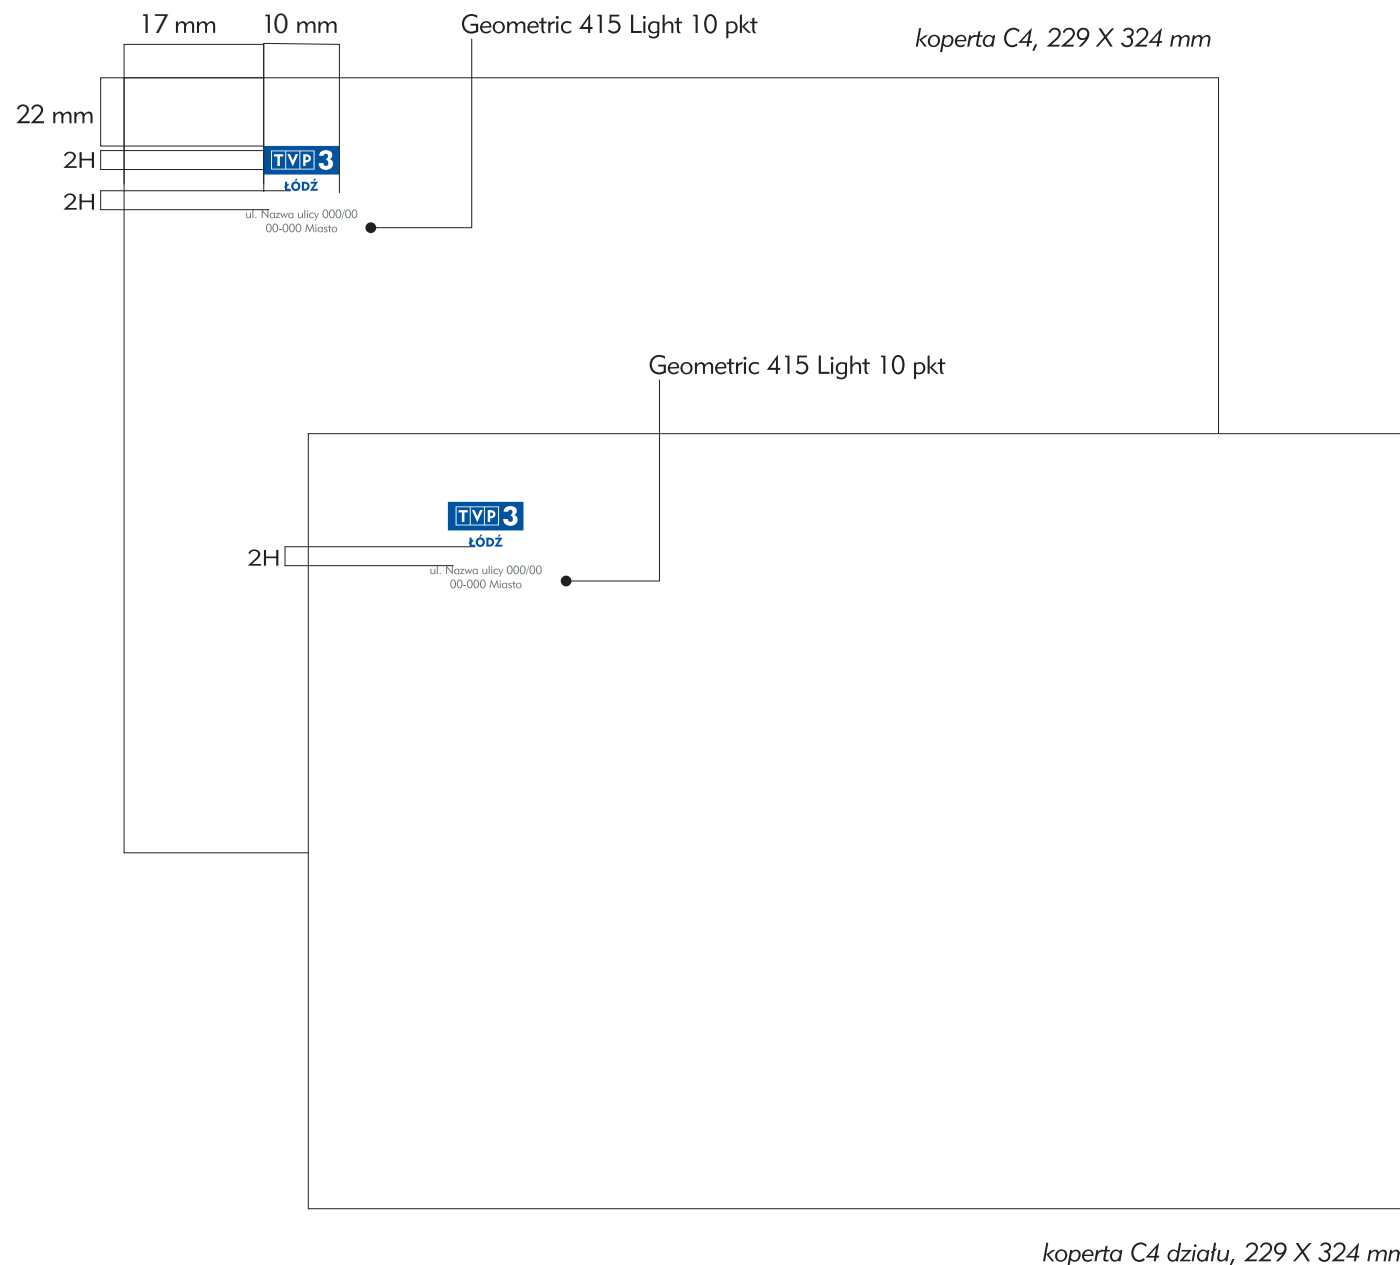 17 mm
10 mm
Geometric 415 Light 10 pkt
koperta C4, 229 X 324 mm
22 mm
2H
TVP3
ŁÓDŹ
2H
ul. Nazwa ulicy 000/00
00-000 Miasto
Geometric 415 Light 10 pkt
TVP3
ŁÓDŹ
2H
ul. Nazwa ulicy 000/00
00-000 Miasto
koperta C4 działu, 229 X 324 mm